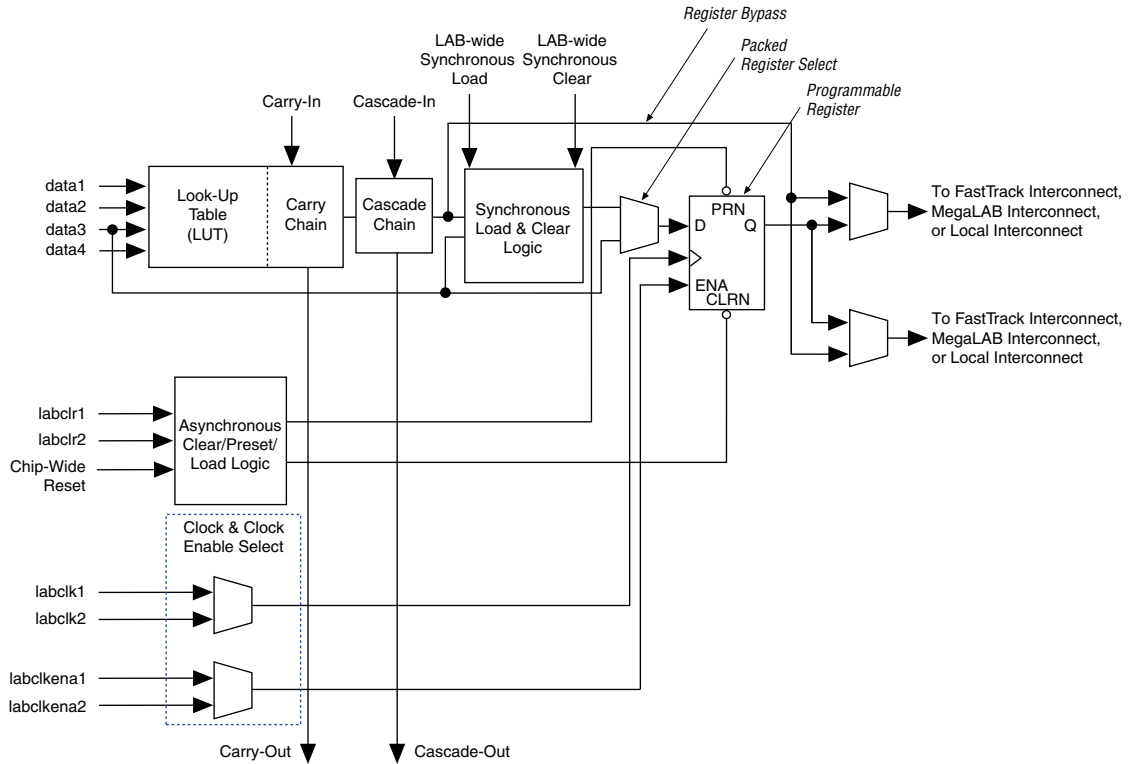 Register Bypass
LAB-wide
Synchronous
Load
LAB-wide
Synchronous
Clear
Packed
Register Select
Programmable
Register
Carry-In
Cascade-In
data1
data2
data3
data4
Look-Up
Table
(LUT)
Carry
Chain
Cascade
Chain
Synchronous
Load & Clear
Logic
PRN
D
Q
ENA
CLRN
To FastTrack Interconnect,
MegaLAB Interconnect,
or Local Interconnect
To FastTrack Interconnect,
MegaLAB Interconnect,
or Local Interconnect
labclr1
labclr2
Chip-Wide
Reset
Asynchronous
Clear/Preset/
Load Logic
Clock & Clock
Enable Select
labclk1
labclk2
labclkena1
labclkena2
Carry-Out
Cascade-Out